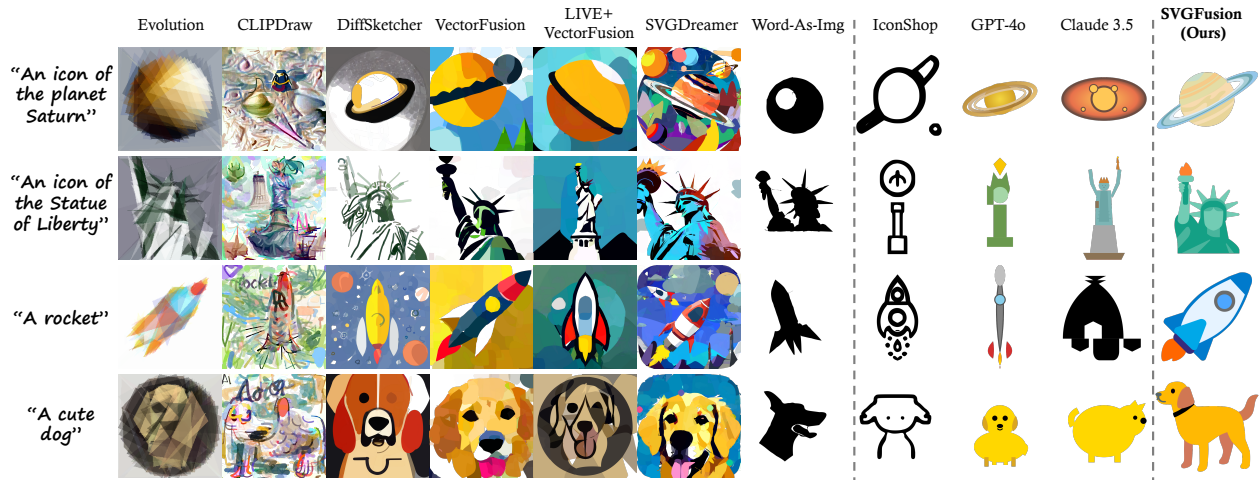 Evolution CLIPDraw DiffSketcher VectorFusion LIVE+ VectorFusion SVGDreamer Word-As-Img IconShop GPT-4o Claude 3.5 SVGFusion (Ours)
“An icon of
the planet
Saturn”
“An icon of
the Statue
of Liberty”
“A rocket”
Rocket
“A cute
dog”